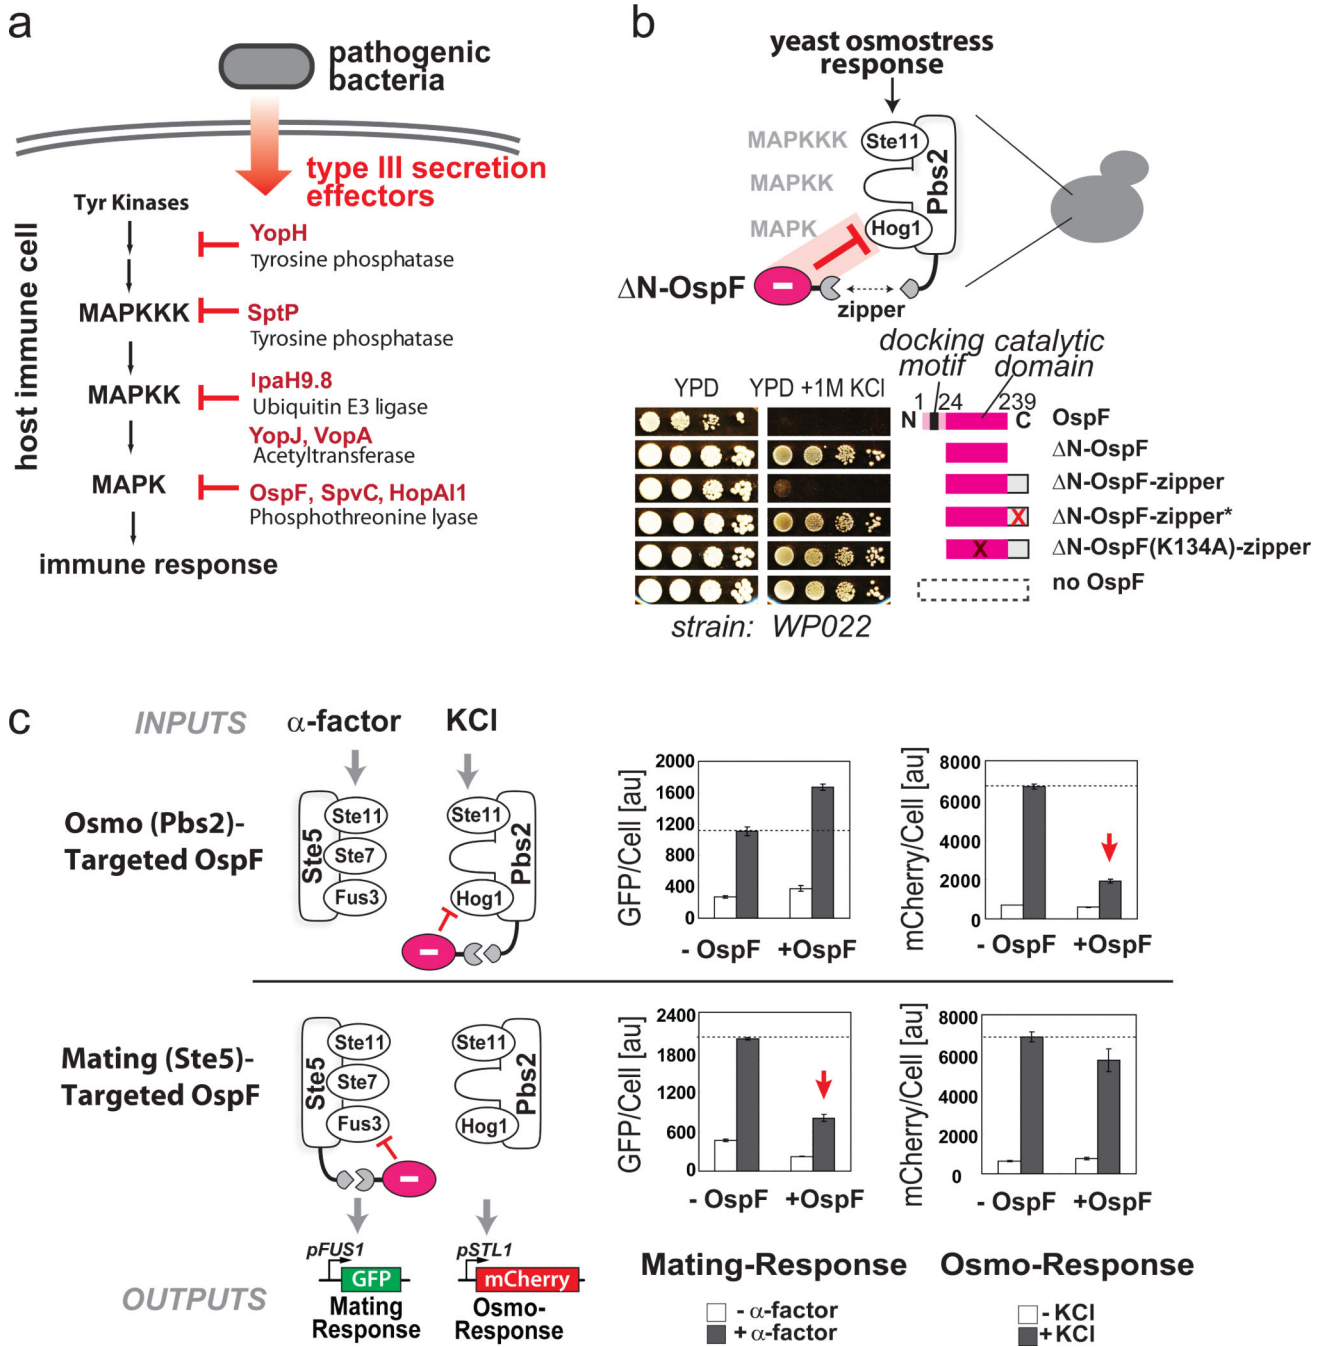 a
pathogenic
bacteria
type III secretion
effectors
host immune cell
Tyr Kinases
YopH
Tyrosine phosphatase
MAPKKK
SptP
Tyrosine phosphatase
MAPKK
IpaH9.8
Ubiquitin E3 ligase
YopJ, VopA
Acetyltransferase
MAPK
OspF, SpvC, HopAI1
Phosphothreonine lyase
immune response
b
yeast osmostress
response
MAPKKK
MAPKK
MAPK
Ste11
Hog1
Pbs2
ΔN-OspF
zipper
docking
motif
catalytic
domain
YPD
YPD +1M KCl
1 24 239
N C
OspF
ΔN-OspF
ΔN-OspF-zipper
ΔN-OspF-zipper*
ΔN-OspF(K134A)-zipper
no OspF
X
X
strain: WP022
c
INPUTS
α-factor
KCl
Osmo (Pbs2)-
Targeted OspF
Ste5
Ste11
Ste7
Fus3
Ste11
Hog1
Pbs2
GFP/Cell [au]
2000
1600
1200
800
400
0
- OspF +OspF
mCherry/Cell [au]
8000
6000
4000
2000
0
- OspF +OspF
Mating (Ste5)-
Targeted OspF
Ste5
Ste11
Ste7
Fus3
Ste11
Hog1
Pbs2
GFP/Cell [au]
2400
1800
1200
600
0
- OspF +OspF
mCherry/Cell [au]
8000
6000
4000
2000
0
- OspF +OspF
OUTPUTS
pFUS1
GFP
Mating
Response
pSTL1
mCherry
Osmo-
Response
Mating-Response
- α-factor
+ α-factor
Osmo-Response
- KCl
+ KCl